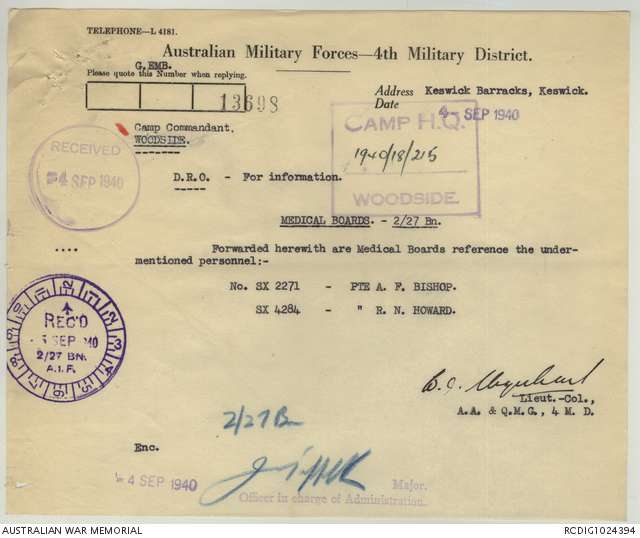 TELEPHONE—L 4181.
Australian Military Forces—4th Military District.
G.EMB.
Please quote this Number when replying.
13698
Address Keswick Barracks, Keswick.
Date 4 - SEP 1940
Camp Commandant.
WOODSIDE.
CAMP H.Q.
1940/18/215
WOODSIDE.
RECEIVED
4 SEP 1940
D.R.O. - For information.
MEDICAL BOARDS. - 2/27 Bn.
....
Forwarded herewith are Medical Boards reference the under-
mentioned personnel:-
No. SX 2271 - PTE A. F. BISHOP.
SX 4284 - " R. N. HOWARD.
REC'D
5 SEP 1940
2/27 BN.
A.I.F.
Lieut.-Col.,
A.A. & Q.M.G., 4 M. D.
2/27 Bn
Enc.
4 SEP 1940
Major.
Officer in charge of Administration.
AUSTRALIAN WAR MEMORIAL
RCDIG1024394